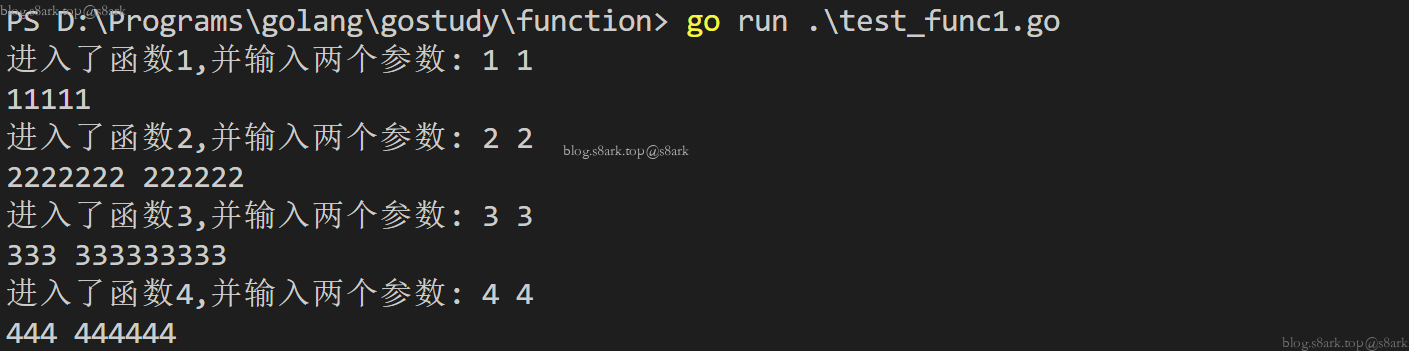 blog.s8ark.top@s8ark
PS D:\Programs\golang\gostudy\function> go run .\test_func1.go
进入了函数1,并输入两个参数: 1 1
11111
进入了函数2,并输入两个参数: 2 2
blog.s8ark.top@s8ark
2222222 222222
进入了函数3,并输入两个参数: 3 3
333 333333333
进入了函数4,并输入两个参数: 4 4
444 444444
blog.s8ark.top@s8ark